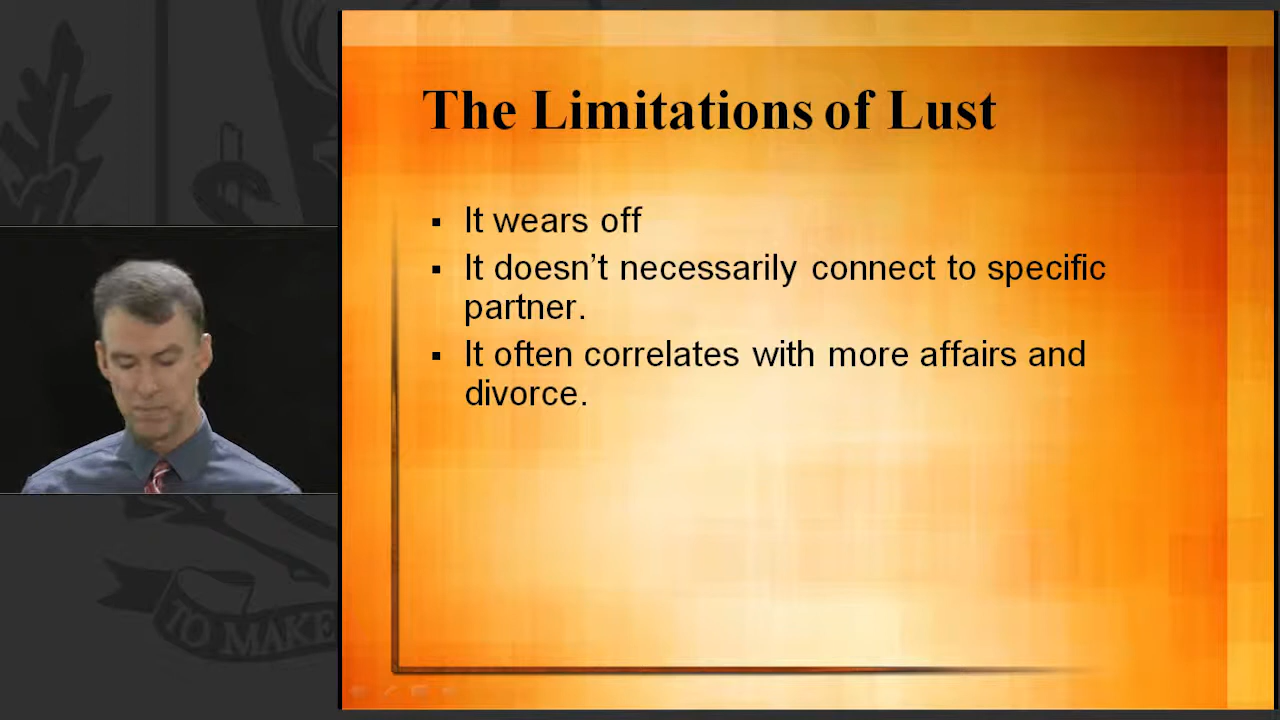 The Limitations of Lust
▪ It wears off
▪ It doesn’t necessarily connect to specific
partner.
▪ It often correlates with more affairs and
divorce.
TO MAKE